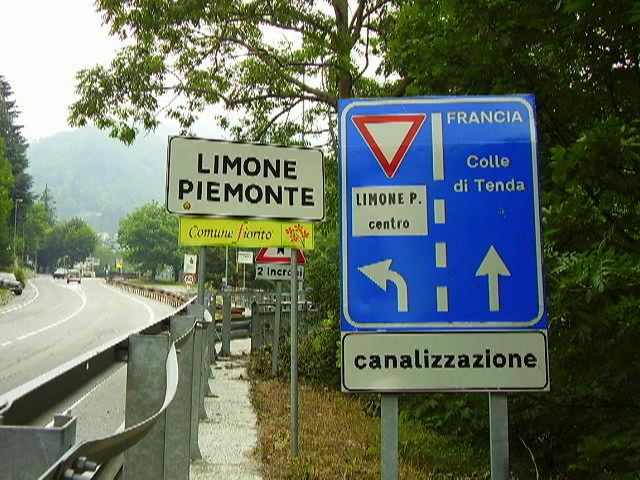 LIMONE
PIEMONTE
Comune fiorito
2 incroci
FRANCIA
Colle
di Tenda
LIMONE P.
centro
canalizzazione